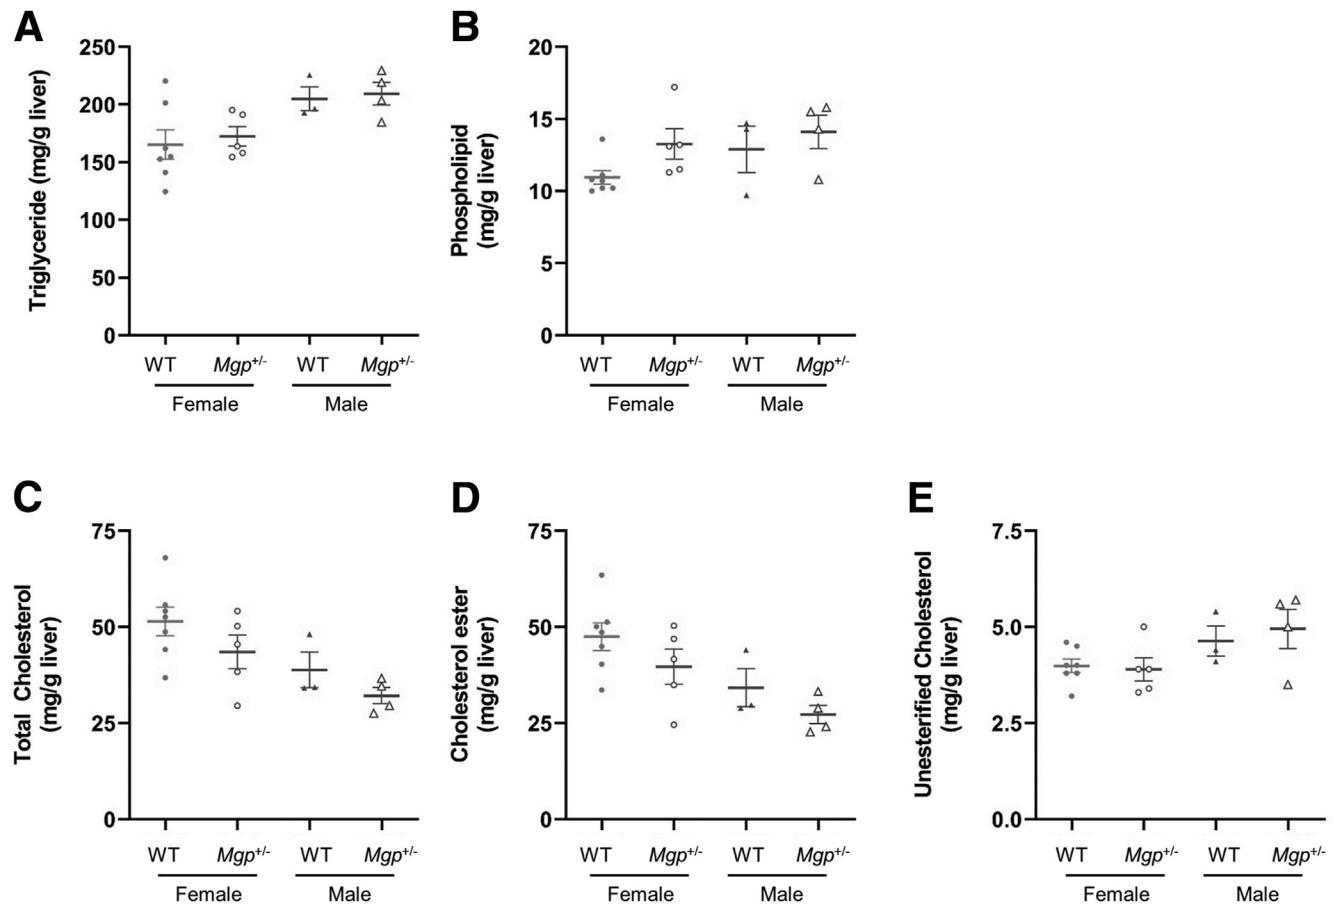 A
Triglyceride (mg/g liver)
250
200
150
100
50
0
WT Mgp+/- WT Mgp+/-
Female Male
B
Phospholipid
(mg/g liver)
20
15
10
5
0
WT Mgp+/- WT Mgp+/-
Female Male
C
Total Cholesterol
(mg/g liver)
75
50
25
0
WT Mgp+/- WT Mgp+/-
Female Male
D
Cholesterol ester
(mg/g liver)
75
50
25
0
WT Mgp+/- WT Mgp+/-
Female Male
E
Unesterified Cholesterol
(mg/g liver)
7.5
5.0
2.5
0.0
WT Mgp+/- WT Mgp+/-
Female Male